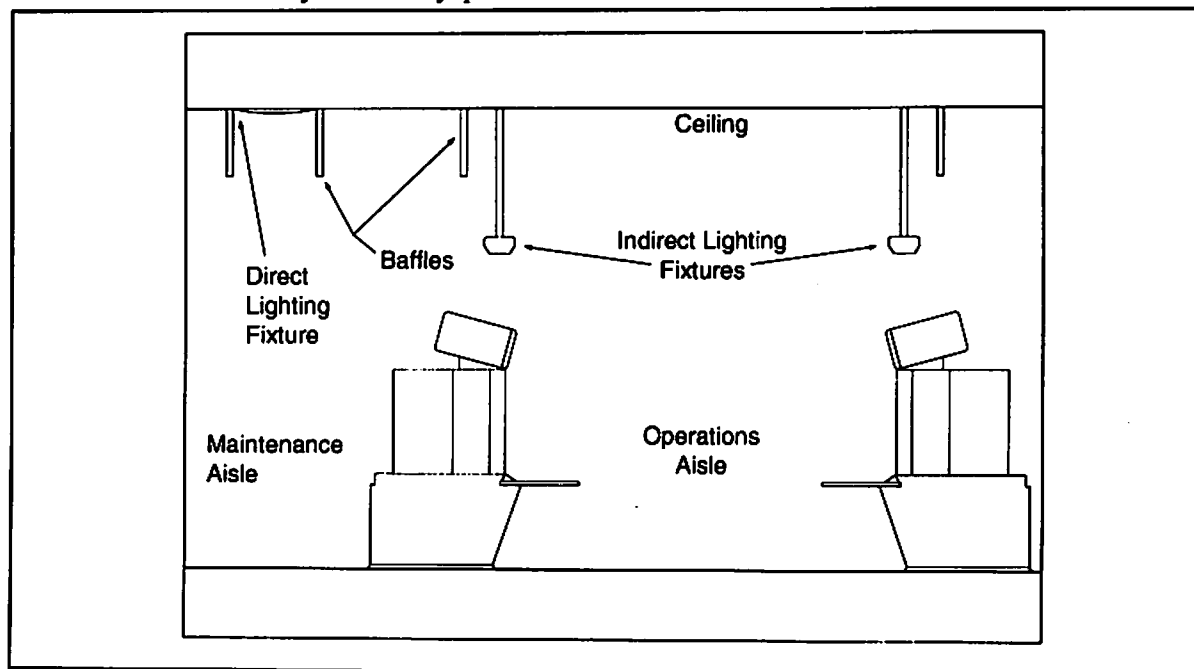 Ceiling
Indirect Lighting
Fixtures
Baffles
Direct
Lighting
Fixture
Maintenance
Aisle
Operations
Aisle